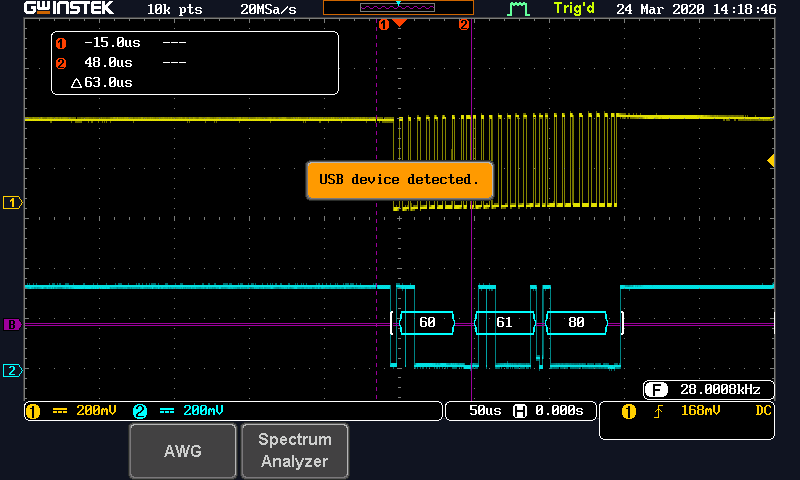 GWINSTEK 10k pts 20MSa/s Trig'd 24 Mar 2020 14:18:46
1 2
1 -15.0us ---
2 48.0us ---
△63.0us
USB device detected.
1
B 60 61 80
2
F 28.0008kHz
1 200mV 2 200mV 50us H 0.000s 1 168mV DC
AWG
Spectrum
Analyzer